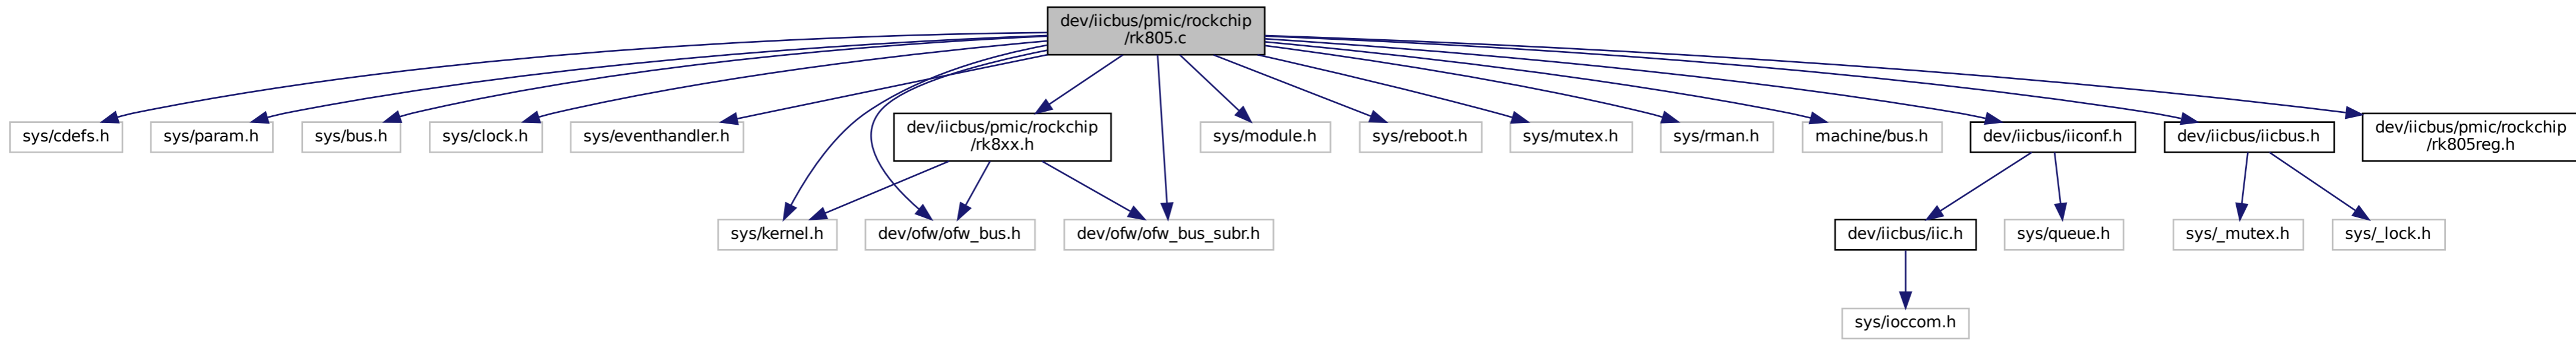 dev/iicbus/pmic/rockchip
/rk805.c
sys/cdefs.h
sys/param.h
sys/bus.h
sys/clock.h
sys/eventhandler.h
dev/iicbus/pmic/rockchip
/rk8xx.h
sys/module.h
sys/reboot.h
sys/mutex.h
sys/rman.h
machine/bus.h
dev/iicbus/iiconf.h
dev/iicbus/iicbus.h
dev/iicbus/pmic/rockchip
/rk805reg.h
sys/kernel.h
dev/ofw/ofw_bus.h
dev/ofw/ofw_bus_subr.h
dev/iicbus/iic.h
sys/queue.h
sys/_mutex.h
sys/_lock.h
sys/ioccom.h